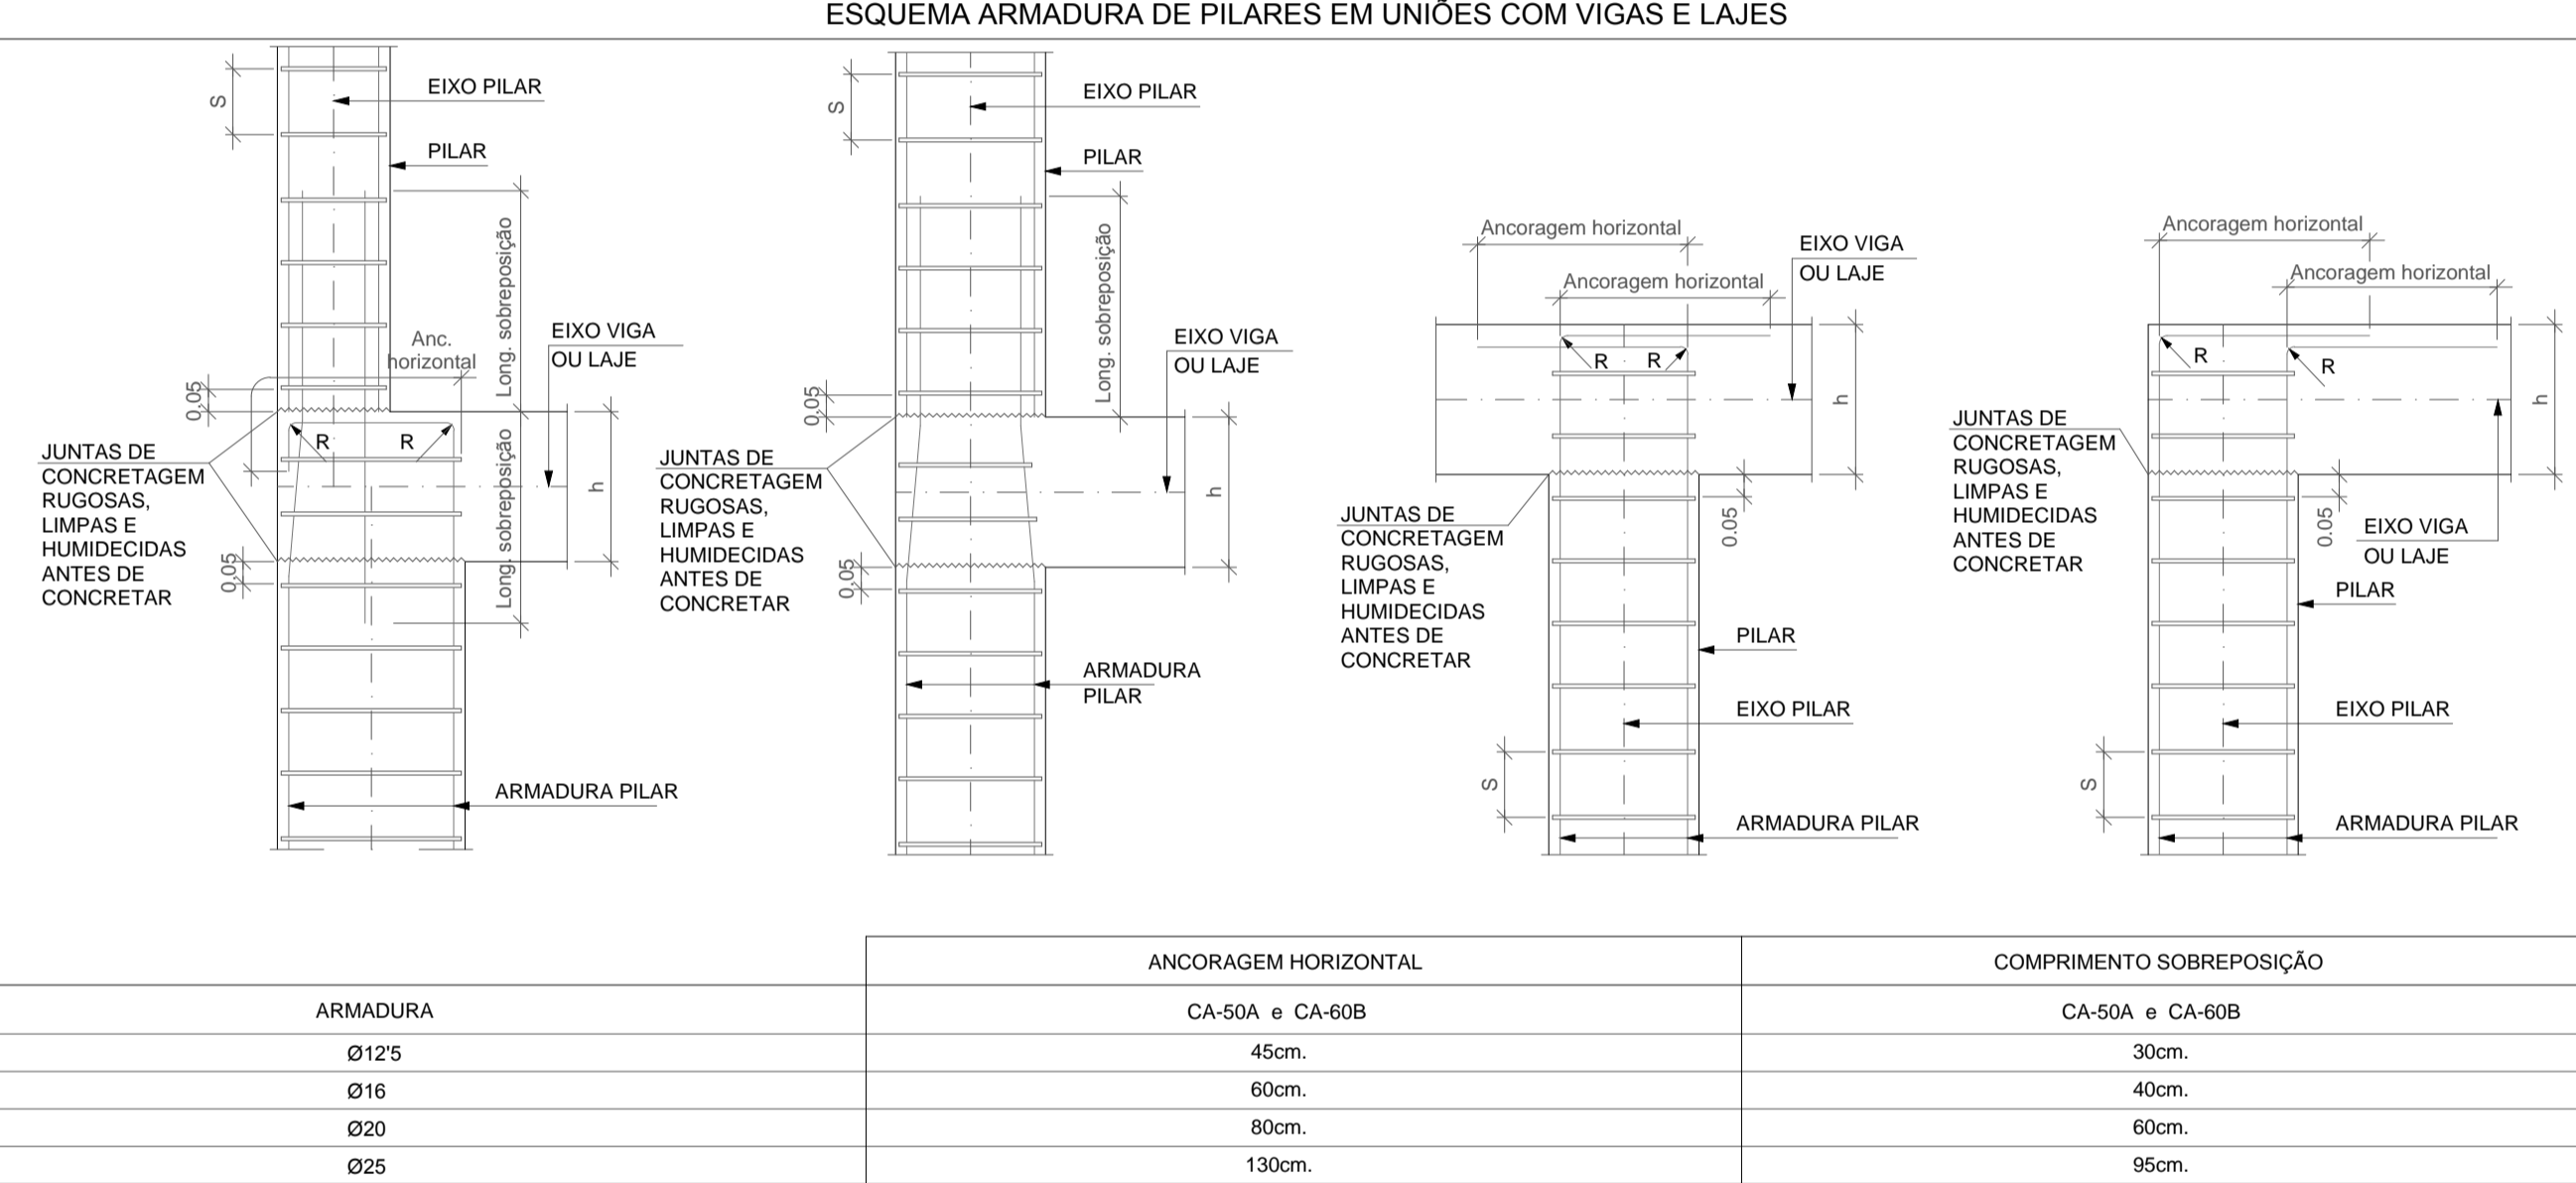 ESQUEMA ARMADURA DE PILARES EM UNIÕES COM VIGAS E LAJES
S
EIXO PILAR
PILAR
Long. sobreposição
Anc.
horizontal
EIXO VIGA
OU LAJE
0.05
R
R
JUNTAS DE
CONCRETAGEM
RUGOSAS,
LIMPAS E
HUMIDECIDAS
ANTES DE
CONCRETAR
Long. sobreposição
h
0.05
ARMADURA PILAR
S
EIXO PILAR
PILAR
Long. sobreposição
EIXO VIGA
OU LAJE
0.05
JUNTAS DE
CONCRETAGEM
RUGOSAS,
LIMPAS E
HUMIDECIDAS
ANTES DE
CONCRETAR
h
0.05
ARMADURA
PILAR
Ancoragem horizontal
Ancoragem horizontal
EIXO VIGA
OU LAJE
R
R
h
JUNTAS DE
CONCRETAGEM
RUGOSAS,
LIMPAS E
HUMIDECIDAS
ANTES DE
CONCRETAR
0.05
PILAR
EIXO PILAR
S
ARMADURA PILAR
Ancoragem horizontal
Ancoragem horizontal
R
R
h
JUNTAS DE
CONCRETAGEM
RUGOSAS,
LIMPAS E
HUMIDECIDAS
ANTES DE
CONCRETAR
0.05
EIXO VIGA
OU LAJE
PILAR
EIXO PILAR
S
ARMADURA PILAR
ANCORAGEM HORIZONTAL COMPRIMENTO SOBREPOSIÇÃO
ARMADURA CA-50A e CA-60B CA-50A e CA-60B
Ø12'5 45cm. 30cm.
Ø16 60cm. 40cm.
Ø20 80cm. 60cm.
Ø25 130cm. 95cm.